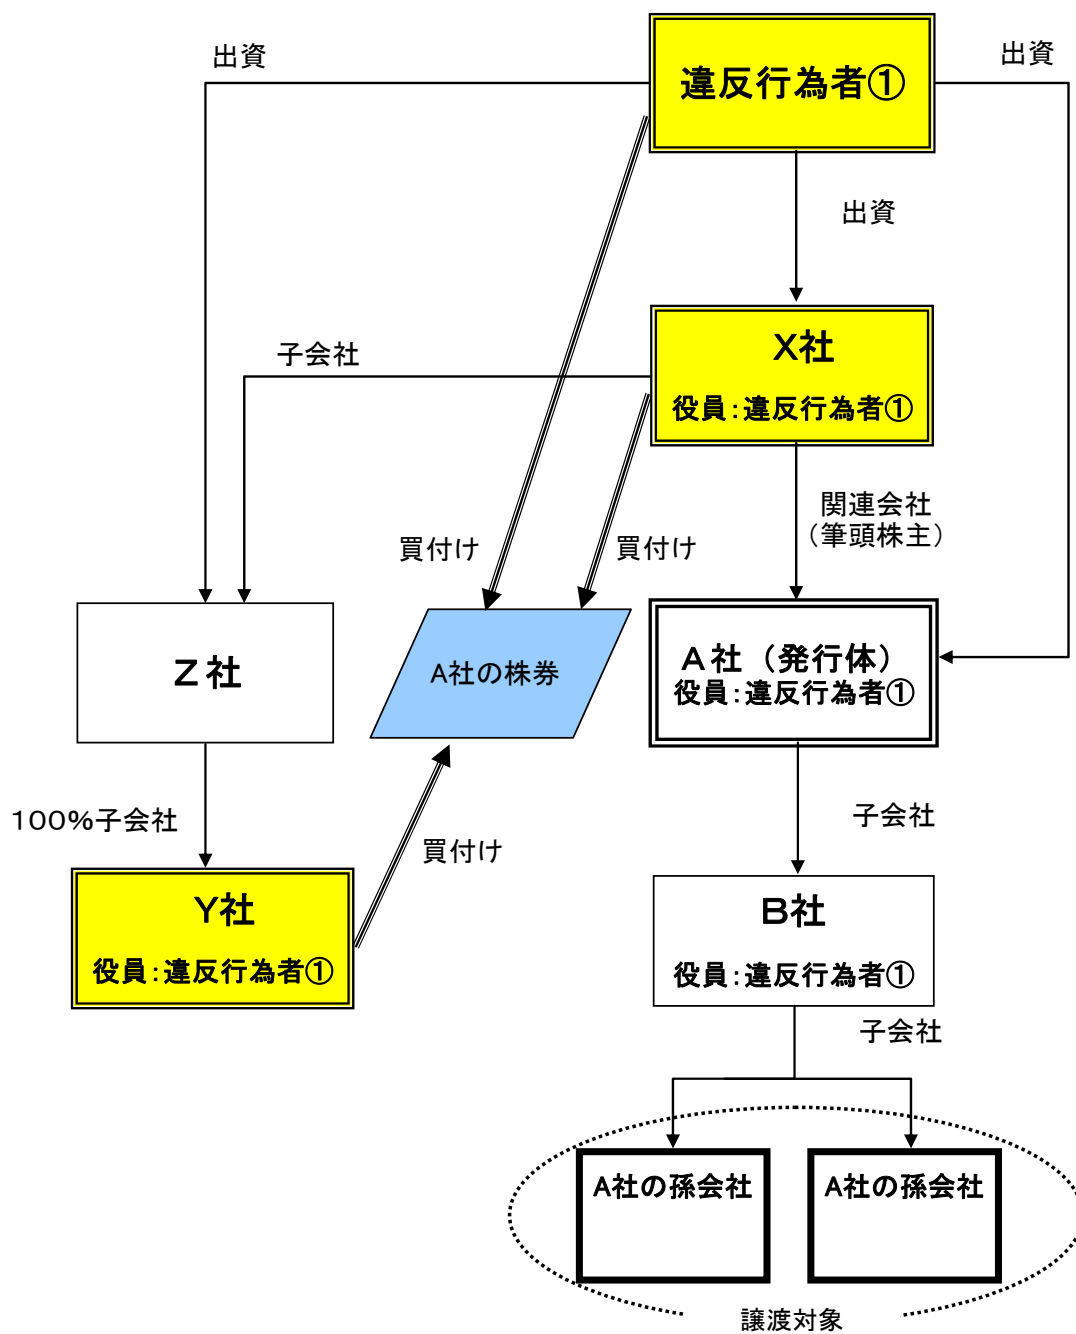 出資
出資
違反行為者①
出資
X社
役員：違反行為者①
子会社
関連会社
（筆頭株主）
買付け
買付け
Z社
A社の株券
A社（発行体）
役員：違反行為者①
100％子会社
買付け
子会社
Y社
役員：違反行為者①
B社
役員：違反行為者①
子会社
A社の孫会社
A社の孫会社
譲渡対象